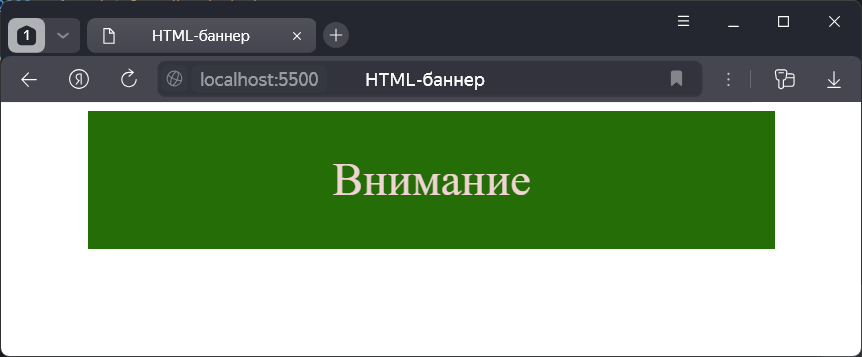 1
HTML-баннер
Я
localhost:5500 HTML-баннер
Внимание